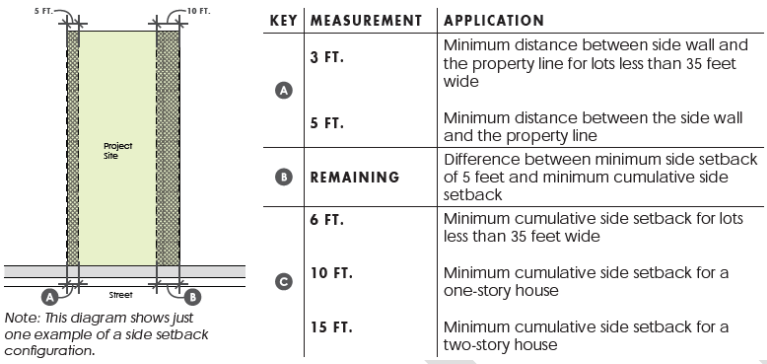 5 FT.
10 FT.
Project
Site
A
Street
B
Note: This diagram shows just
one example of a side setback
configuration.
KEY MEASUREMENT APPLICATION
A
3 FT.
Minimum distance between side wall and
the property line for lots less than 35 feet
wide
5 FT.
Minimum distance between the side wall
and the property line
B
REMAINING
Difference between minimum side setback
of 5 feet and minimum cumulative side
setback
C
6 FT.
Minimum cumulative side setback for lots
less than 35 feet wide
10 FT.
Minimum cumulative side setback for a
one-story house
15 FT.
Minimum cumulative side setback for a
two-story house